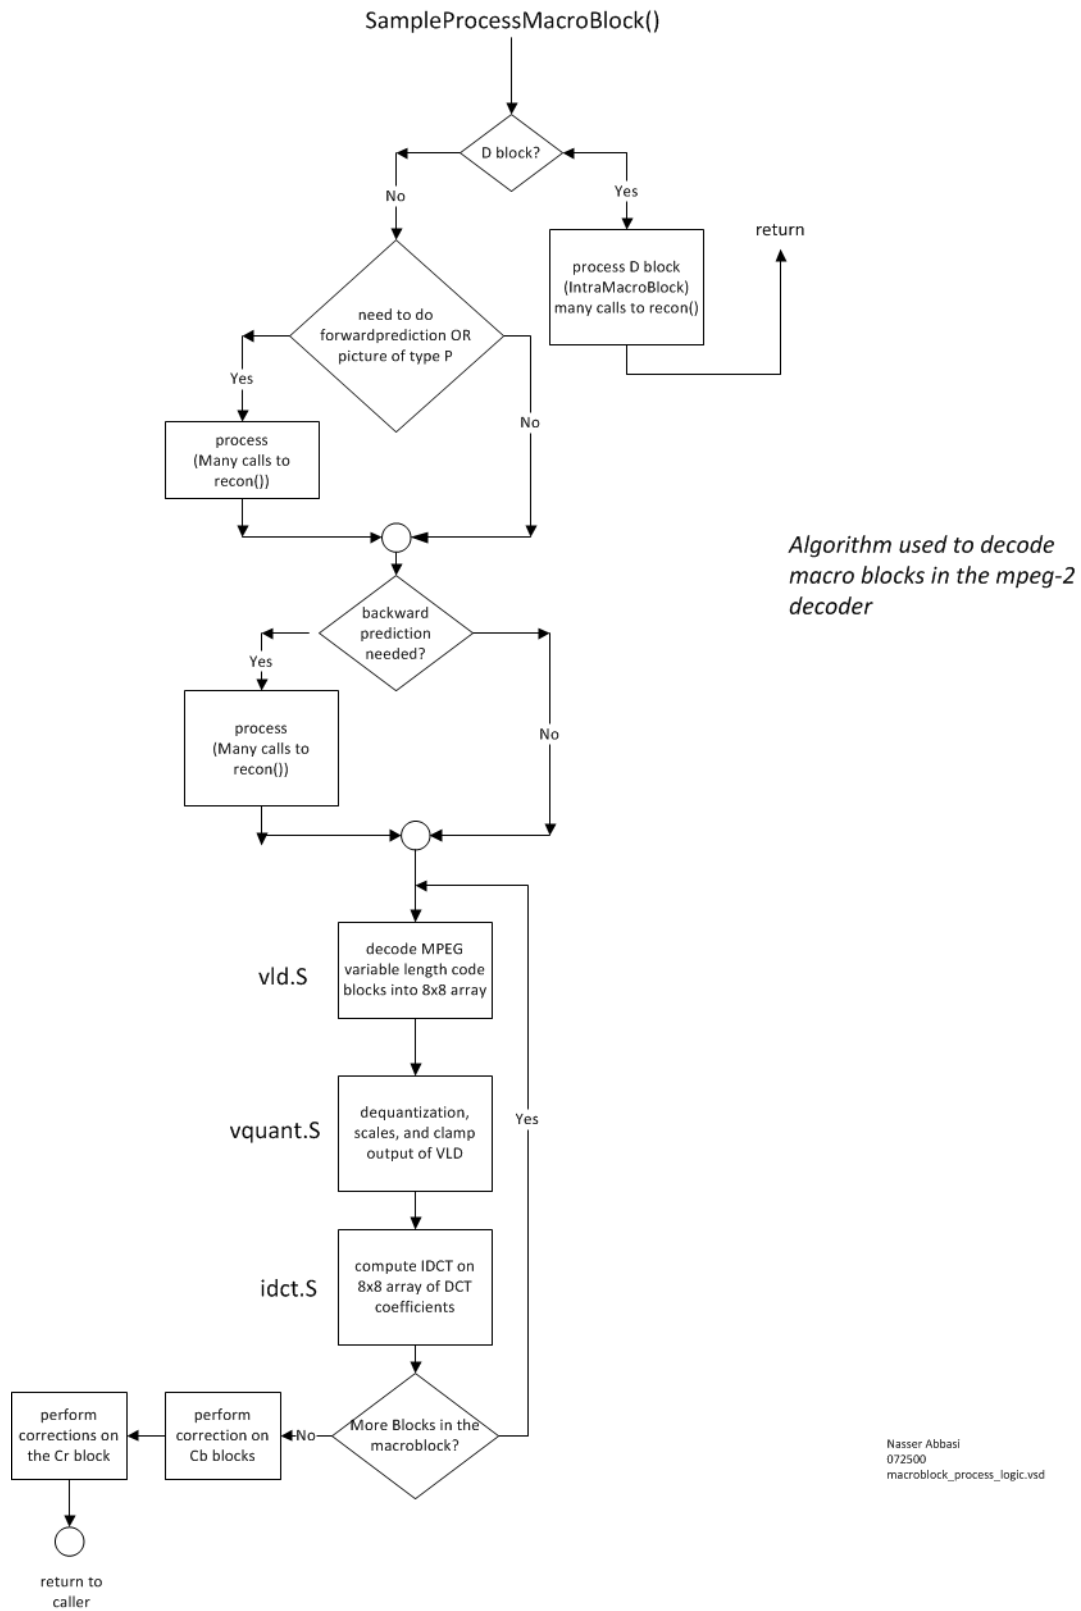 SampleProcessMacroBlock()
D block?
No
Yes
return
process D block
(IntraMacroBlock)
many calls to recon()
need to do
forwardprediction OR
picture of type P
Yes
No
process
(Many calls to
recon())
Algorithm used to decode
macro blocks in the mpeg-2
decoder
backward
prediction
needed?
Yes
No
process
(Many calls to
recon())
vld.S
decode MPEG
variable length code
blocks into 8x8 array
vquant.S
dequantization,
scales, and clamp
output of VLD
Yes
idct.S
compute IDCT on
8x8 array of DCT
coefficients
More Blocks in the
macroblock?
No
perform
correction on
Cb blocks
perform
corrections on
the Cr block
return to
caller
Nasser Abbasi
072500
macroblock_process_logic.vsd